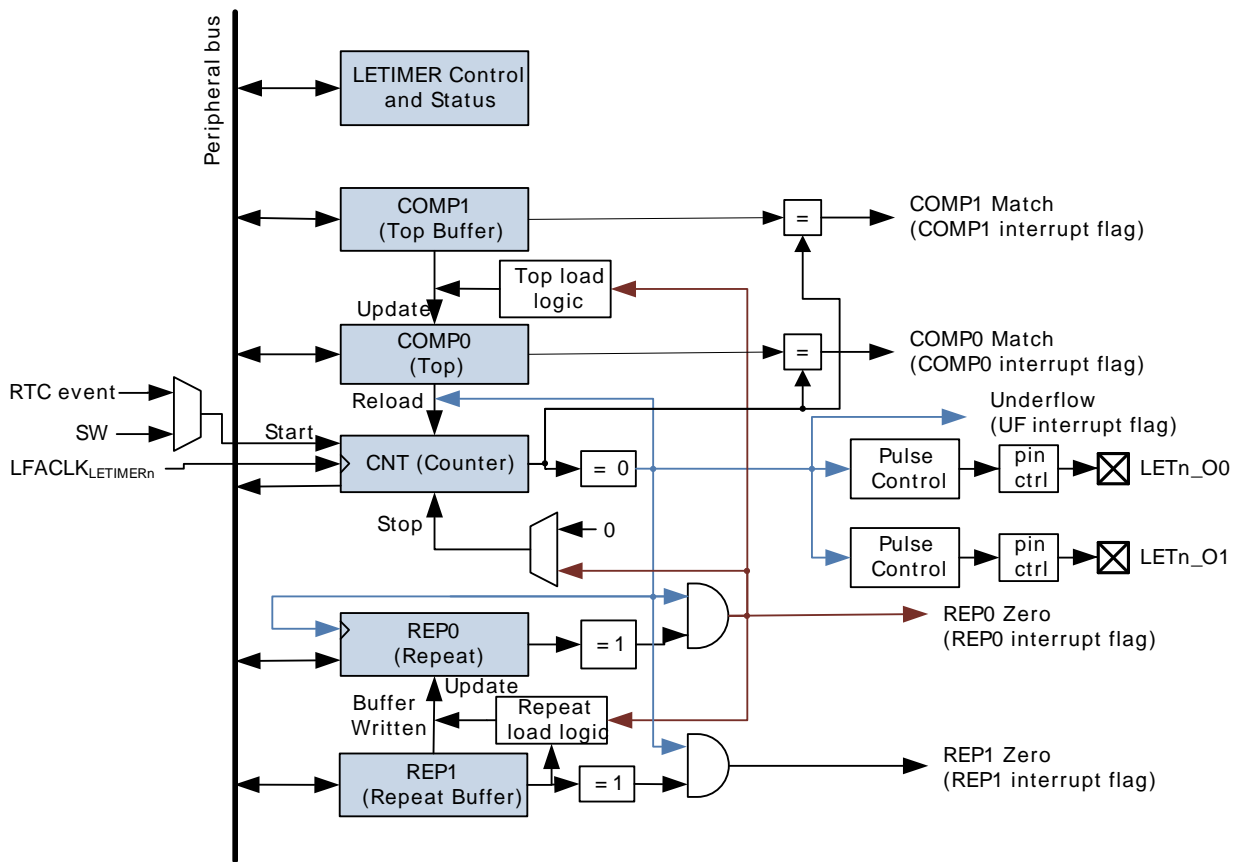 Peripheral bus
LETIMER Control
and Status
COMP1
(Top Buffer)
=
COMP1 Match
(COMP1 interrupt flag)
Top load
logic
Update
COMP0
(Top)
=
COMP0 Match
(COMP0 interrupt flag)
RTC event
SW
LFACLKLETIMERn
Start
Reload
CNT (Counter)
= 0
Underflow
(UF interrupt flag)
Pulse
Control
pin
ctrl
LETn_O0
Stop
0
Pulse
Control
pin
ctrl
LETn_O1
REP0
(Repeat)
= 1
REP0 Zero
(REP0 interrupt flag)
Update
Buffer
Written
Repeat
load logic
REP1
(Repeat Buffer)
= 1
REP1 Zero
(REP1 interrupt flag)